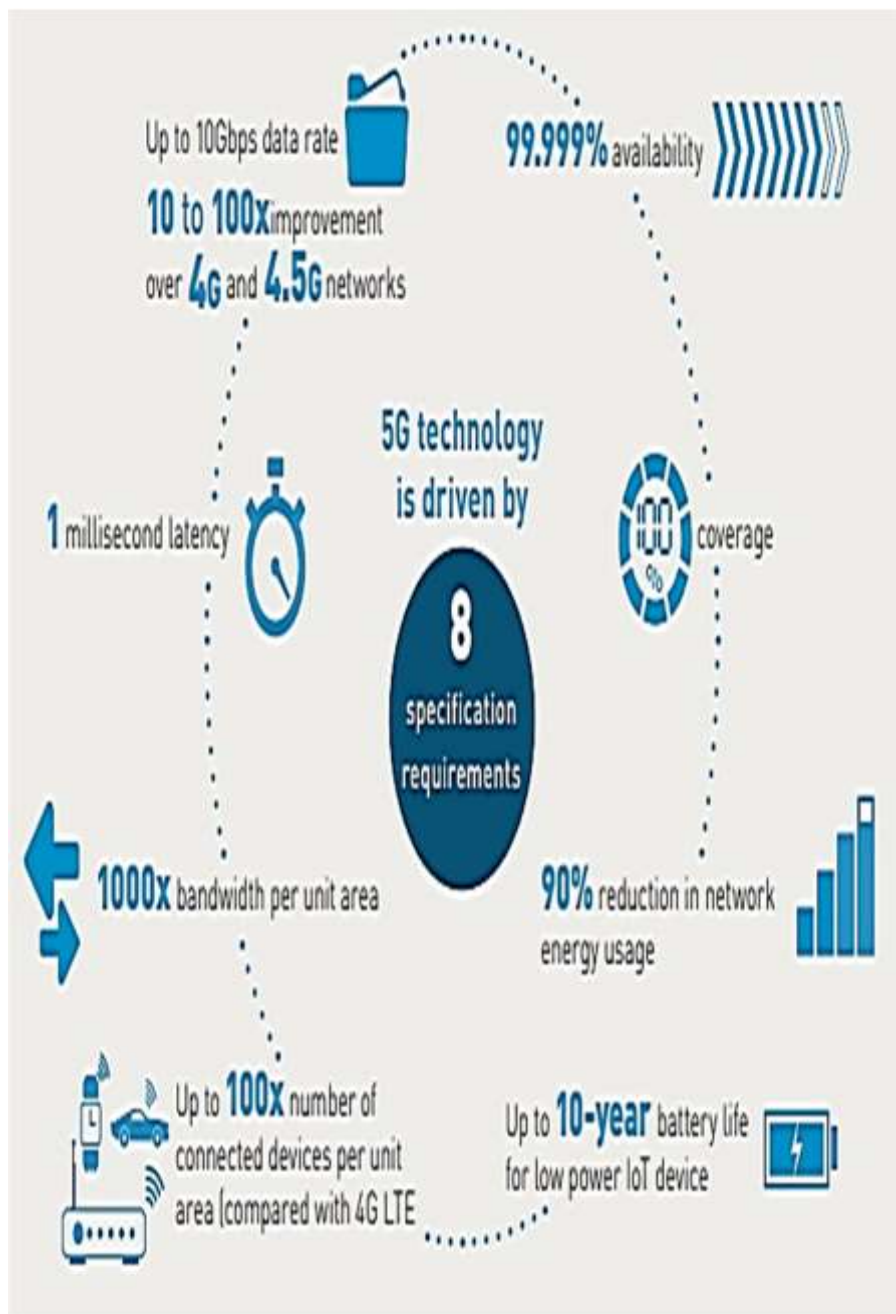 Up to 10Gbps data rate
10 to 100x improvement
over 4G and 4.5G networks
99.999% availability
5G technology
is driven by
8
specification
requirements
1 millisecond latency
100
%
coverage
1000x bandwidth per unit area
90% reduction in network
energy usage
Up to 100x number of
connected devices per unit
area (compared with 4G LTE
Up to 10-year battery life
for low power IoT device